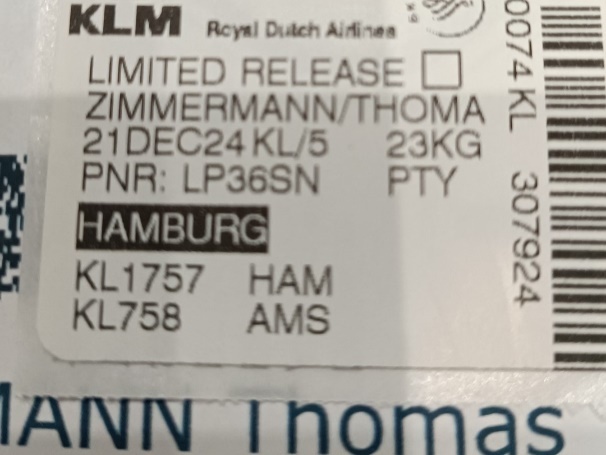 KLM Royal Dutch Airlines
LIMITED RELEASE
ZIMMERMANN/THOMA
21DEC24 KL/5 23KG
PNR: LP36SN PTY
HAMBURG
KL1757 HAM
KL758 AMS
0074 KL 307924
MANN Thomas